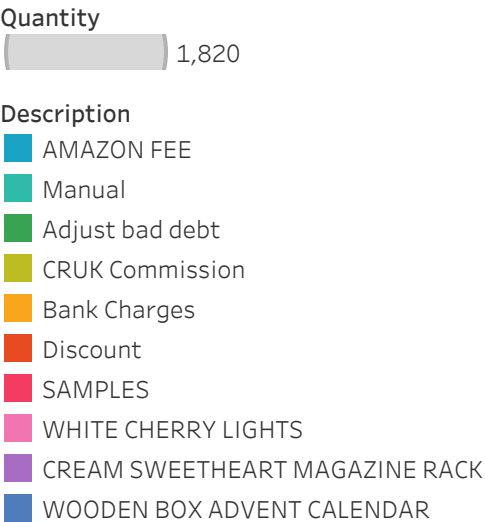 Quantity
1,820
Description
AMAZON FEE
Manual
Adjust bad debt
CRUK Commission
Bank Charges
Discount
SAMPLES
WHITE CHERRY LIGHTS
CREAM SWEETHEART MAGAZINE RACK
WOODEN BOX ADVENT CALENDAR